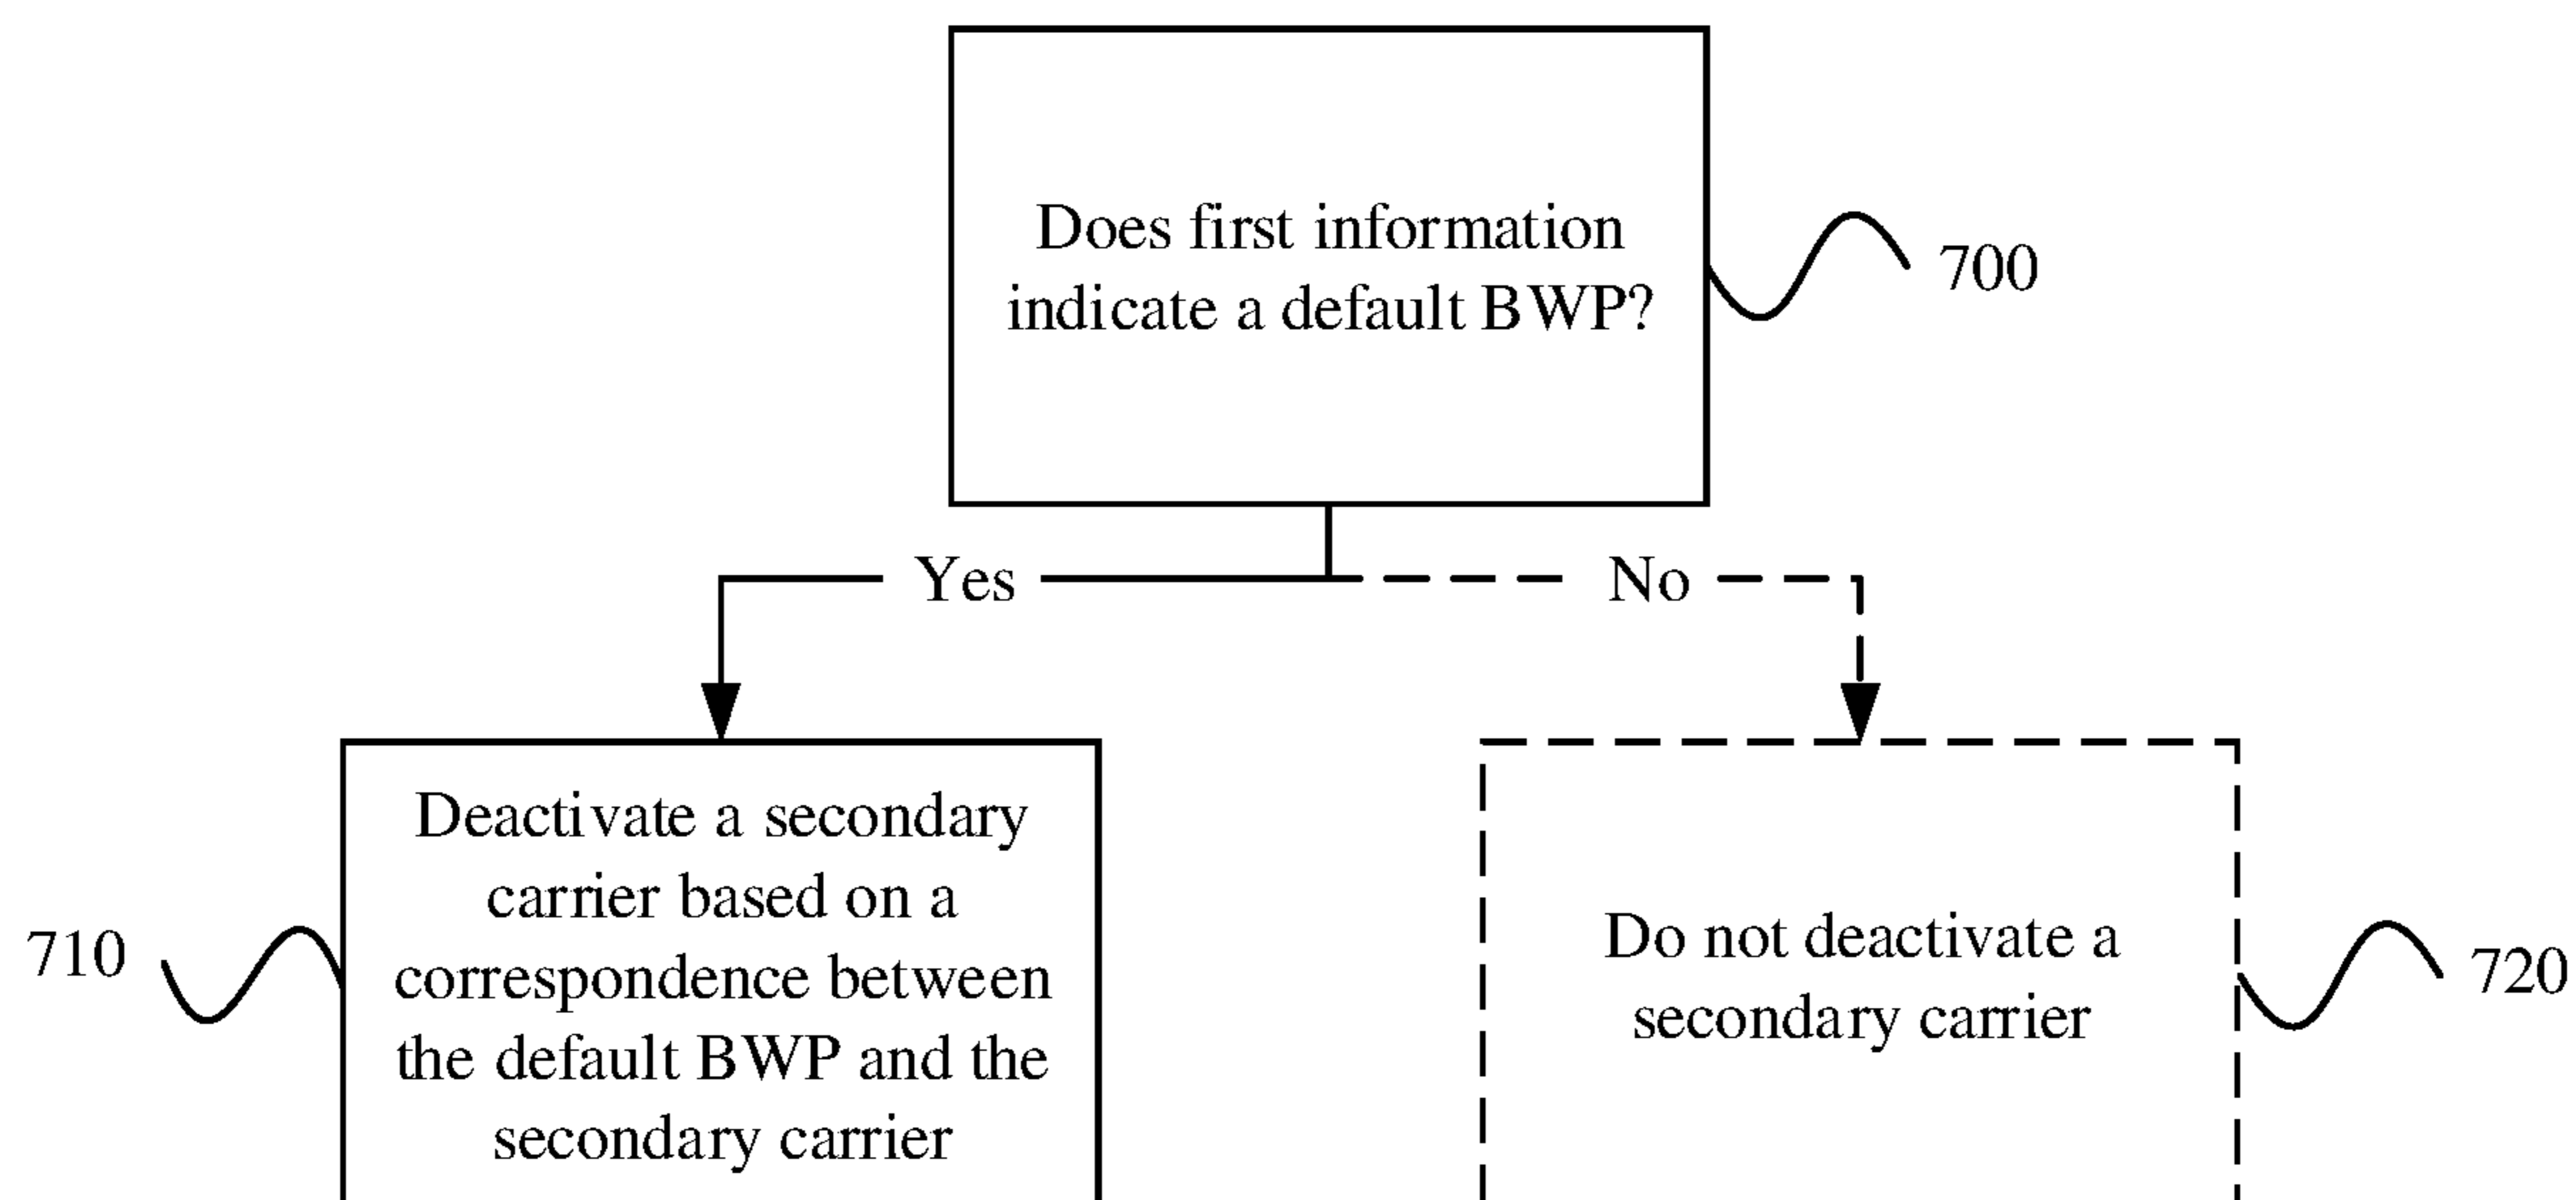 Does first information
indicate a default BWP?
700
Yes
No
Deactivate a secondary
carrier based on a
correspondence between
the default BWP and the
secondary carrier
710
Do not deactivate a
secondary carrier
720